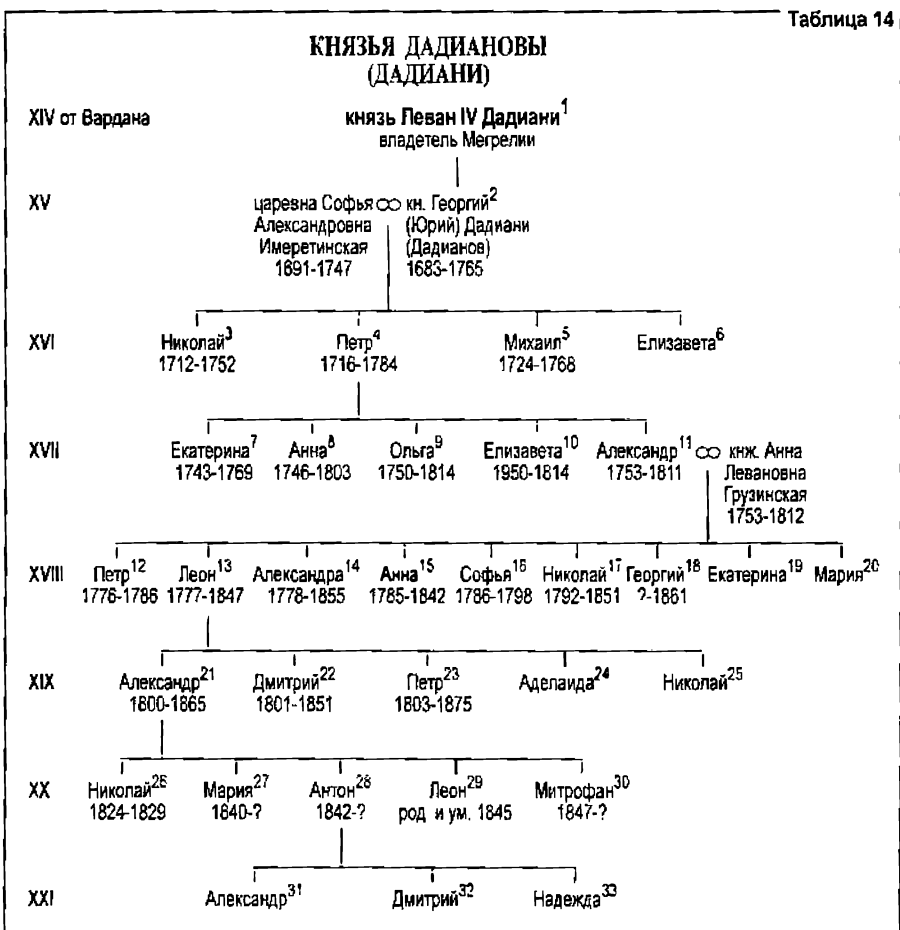 Таблица 14
КНЯЗЬЯ ДАДИАНОВЫ
(ДАДИАНИ)
XIV от Вардана князь Леван IV Дадиани¹
владетель Мегрелии
XV царевна Софья ∞ кн. Георгий²
Александровна (Юрий) Дадиани
Имеретинская (Дадианов)
1691-1747 1683-1765
XVI Николай³ Петр⁴ Михаил⁵ Елизавета⁶
1712-1752 1716-1784 1724-1768
XVII Екатерина⁷ Анна⁸ Ольга⁹ Елизавета¹⁰ Александр¹¹ ∞ кнж. Анна
1743-1769 1746-1803 1750-1814 1950-1814 1753-1811 Левановна
Грузинская
1753-1812
XVIII Петр¹² Леон¹³ Александра¹⁴ Анна¹⁵ Софья¹⁶ Николай¹⁷ Георгий¹⁸ Екатерина¹⁹ Мария²⁰
1776-1786 1777-1847 1778-1855 1785-1842 1786-1798 1792-1851 ?-1861
XIX Александр²¹ Дмитрий²² Петр²³ Аделаида²⁴ Николай²⁵
1800-1865 1801-1851 1803-1875
XX Николай²⁶ Мария²⁷ Антон²⁸ Леон²⁹ Митрофан³⁰
1824-1829 1840-? 1842-? род и ум. 1845 1847-?
XXI Александр³¹ Дмитрий³² Надежда³³